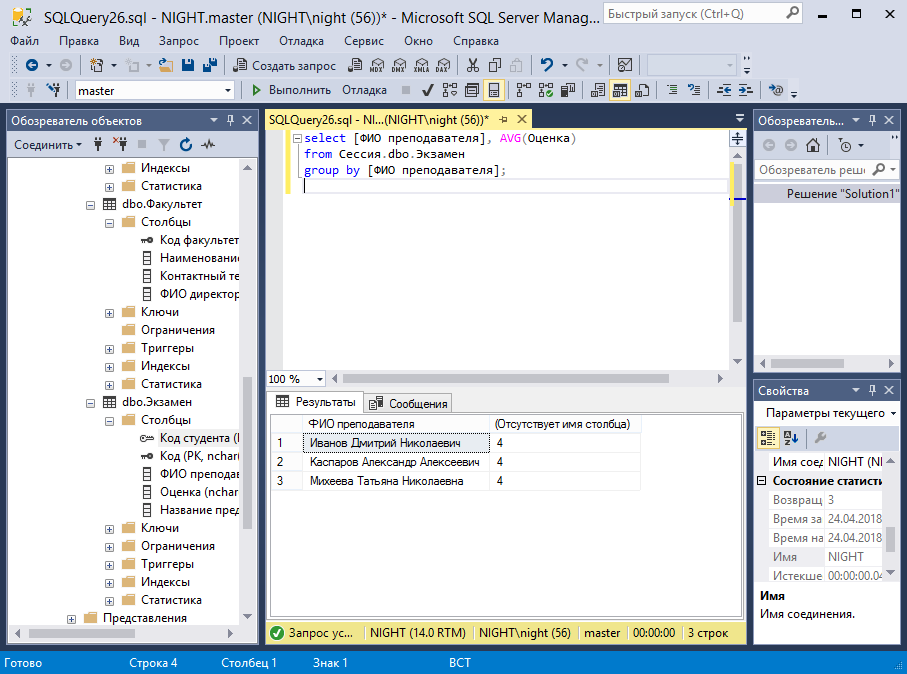 SQLQuery26.sql - NIGHT.master (NIGHT\night (56))* - Microsoft SQL Server Manag...
Быстрый запуск (Ctrl+Q)
Файл Правка Вид Запрос Проект Отладка Сервис Окно Справка
Создать запрос MDX DMX XMLA DAX
master Выполнить Отладка
Обозреватель объектов
Соединить
Индексы
Статистика
dbo.Факультет
Столбцы
Код факультет
Наименовани
Контактный те
ФИО директор
Ключи
Ограничения
Триггеры
Индексы
Статистика
dbo.Экзамен
Столбцы
Код студента (
Код (PK, nchar(
ФИО преподав
Оценка (nchar
Название пред
Ключи
Ограничения
Триггеры
Индексы
Статистика
Представления
SQLQuery26.sql - NI...(NIGHT\night (56))*
select [ФИО преподавателя], AVG(Оценка)
from Сессия.dbo.Экзамен
group by [ФИО преподавателя];
100 %
Результаты Сообщения
ФИО преподавателя (Отсутствует имя столбца)
1 Иванов Дмитрий Николаевич 4
2 Каспаров Александр Алексеевич 4
3 Михеева Татьяна Николаевна 4
Запрос ус... NIGHT (14.0 RTM) NIGHT\night (56) master 00:00:00 3 строк
Обозреватель...
Обозреватель реше
Решение "Solution1"
Свойства
Параметры текущего
Имя соед NIGHT (NI
Состояние статисти
Возвращ 3
Время за 24.04.2018
Время на 24.04.2018
Имя NIGHT
Истекше 00:00:00.04
Имя
Имя соединения.
Готово Строка 4 Столбец 1 Знак 1 ВСТ